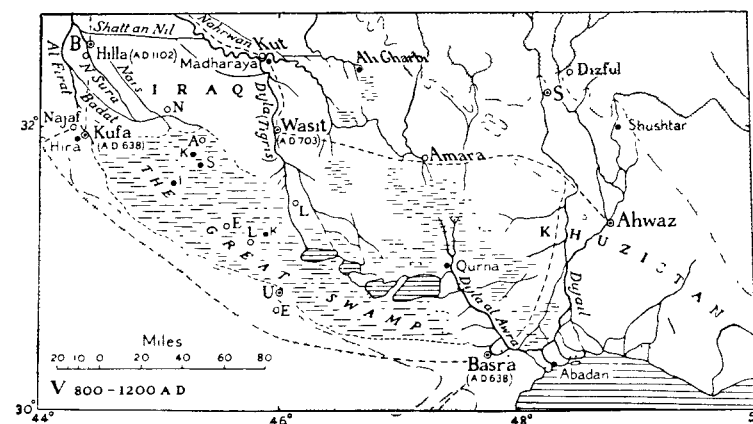 Shatt an Nil
Nahrwan
Kut
Ali Gharbi
B
Hilla (AD 1102)
Madharaya
Dizful
Al Firat
N Sura
Nars
IRAQ
S
Badat
N
Dijla (Tigris)
32°
Najaf
Kufa
(AD 638)
Hira
Wasit
(AD 703)
Shushtar
A
K
S
Amara
I
THE GREAT SWAMP
L
E
L
K
Ahwaz
KHUZISTAN
Qurna
U
E
Dijla al Awra
Dujail
Miles
20 10 0 20 40 60 80
Basra
(AD 638)
Abadan
V 800-1200 AD
30°
44°
46°
48°
5